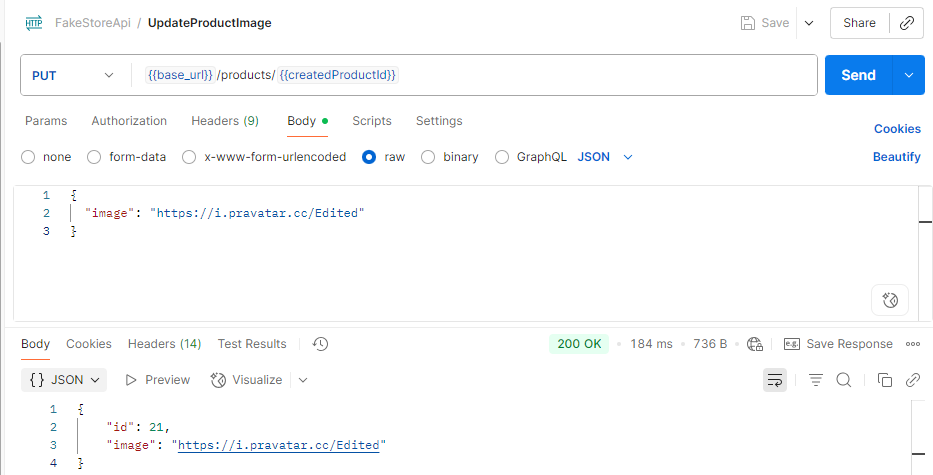 HTTP FakeStoreApi / UpdateProductImage Save Share
PUT {{base_url}} /products/ {{createdProductId}} Send
Params Authorization Headers (9) Body Scripts Settings Cookies
none form-data x-www-form-urlencoded raw binary GraphQL JSON Beautify
1 {
2 "image": "https://i.pravatar.cc/Edited"
3 }
Body Cookies Headers (14) Test Results 200 OK • 184 ms • 736 B • e.g. Save Response
{} JSON Preview Visualize
1 {
2 "id": 21,
3 "image": "https://i.pravatar.cc/Edited"
4 }